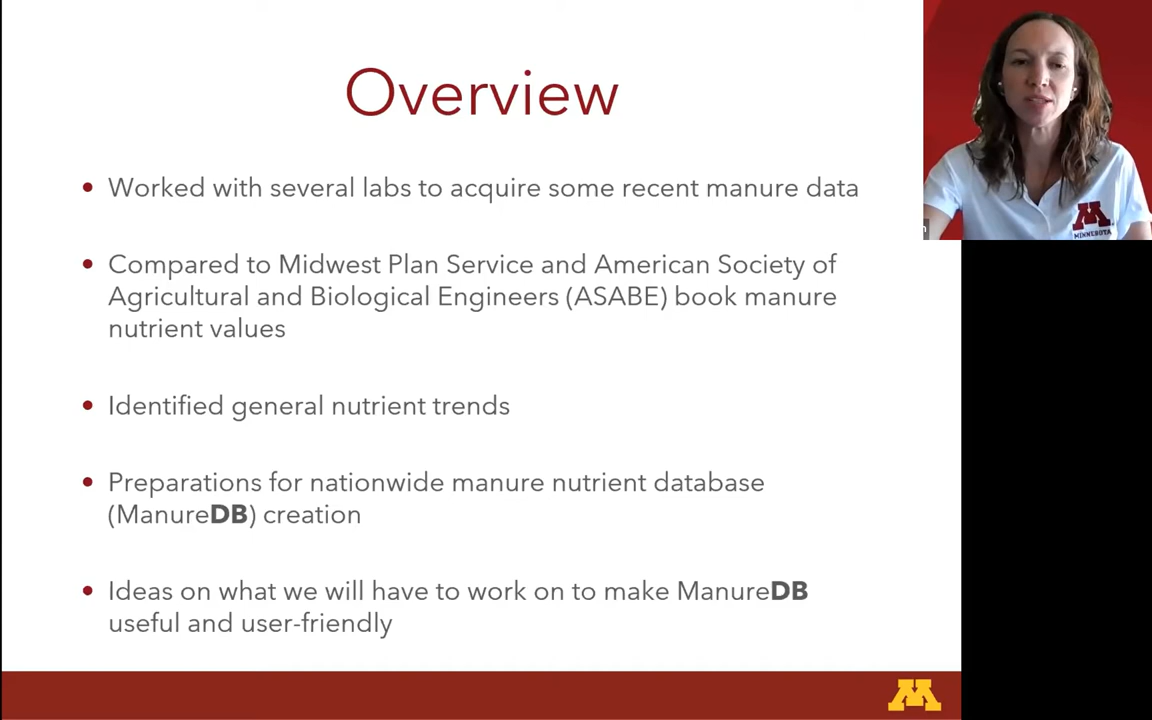 Overview
• Worked with several labs to acquire some recent manure data
• Compared to Midwest Plan Service and American Society of
Agricultural and Biological Engineers (ASABE) book manure
nutrient values
• Identified general nutrient trends
• Preparations for nationwide manure nutrient database
(ManureDB) creation
• Ideas on what we will have to work on to make ManureDB
useful and user-friendly
M
MINNESOTA
M